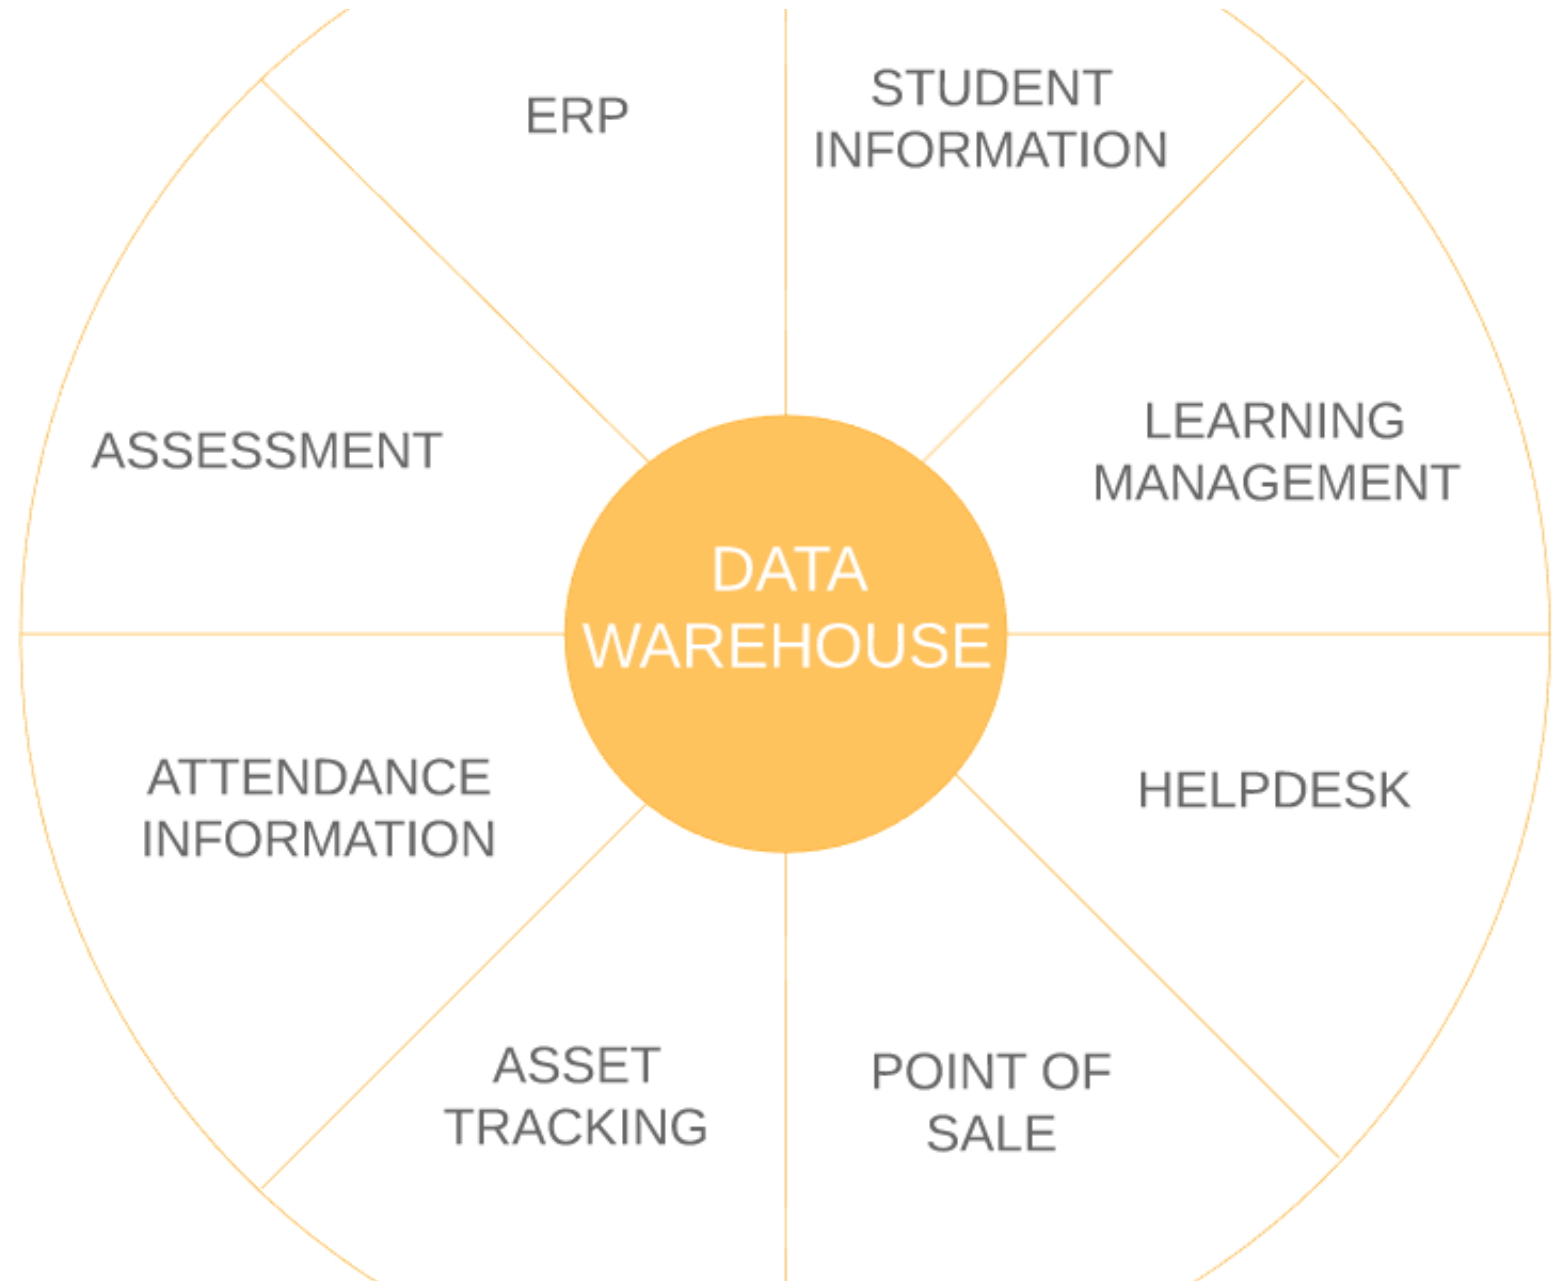 ERP
STUDENT
INFORMATION
ASSESSMENT
LEARNING
MANAGEMENT
DATA
WAREHOUSE
ATTENDANCE
INFORMATION
HELPDESK
ASSET
TRACKING
POINT OF
SALE